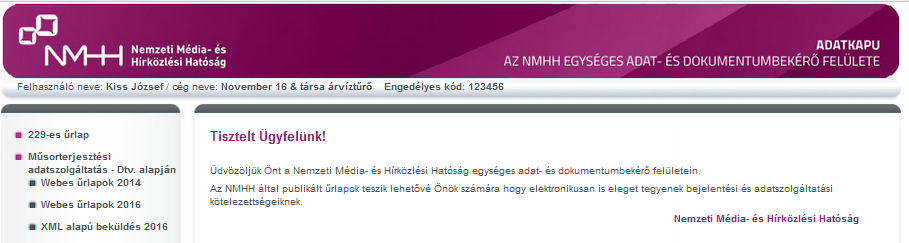 NMHH Nemzeti Média- és
Hírközlési Hatóság
ADATKAPU
AZ NMHH EGYSÉGES ADAT- ÉS DOKUMENTUMBEKÉRŐ FELÜLETE
Felhasználó neve: Kiss József / cég neve: November 16 & társa árvíztűrő Engedélyes kód: 123456
229-es űrlap
Műsorterjesztési
adatszolgáltatás - Dtv. alapján
Webes űrlapok 2014
Webes űrlapok 2016
XML alapú beküldés 2016
Tisztelt Ügyfelünk!
Üdvözöljük Önt a Nemzeti Média- és Hírközlési Hatóság egységes adat- és dokumentumbekérő felületein.
Az NMHH által publikált űrlapok teszik lehetővé Önök számára hogy elektronikusan is eleget tegyenek bejelentési és adatszolgáltatási
kötelezettségeiknek.
Nemzeti Média- és Hírközlési Hatóság